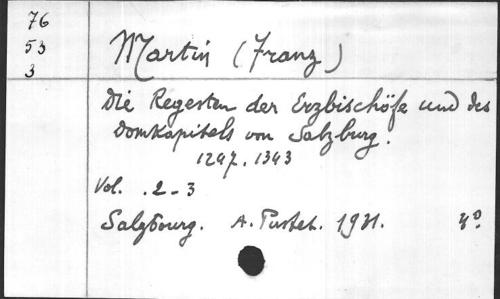 76
53
3
Martin (Franz)
Die Regesten der Erzbischöfe und des
Domkapitels von Salzburg.
1247. 1343
Vol. .2-3
Salzbourg. A. Pustet. 1931. 4°